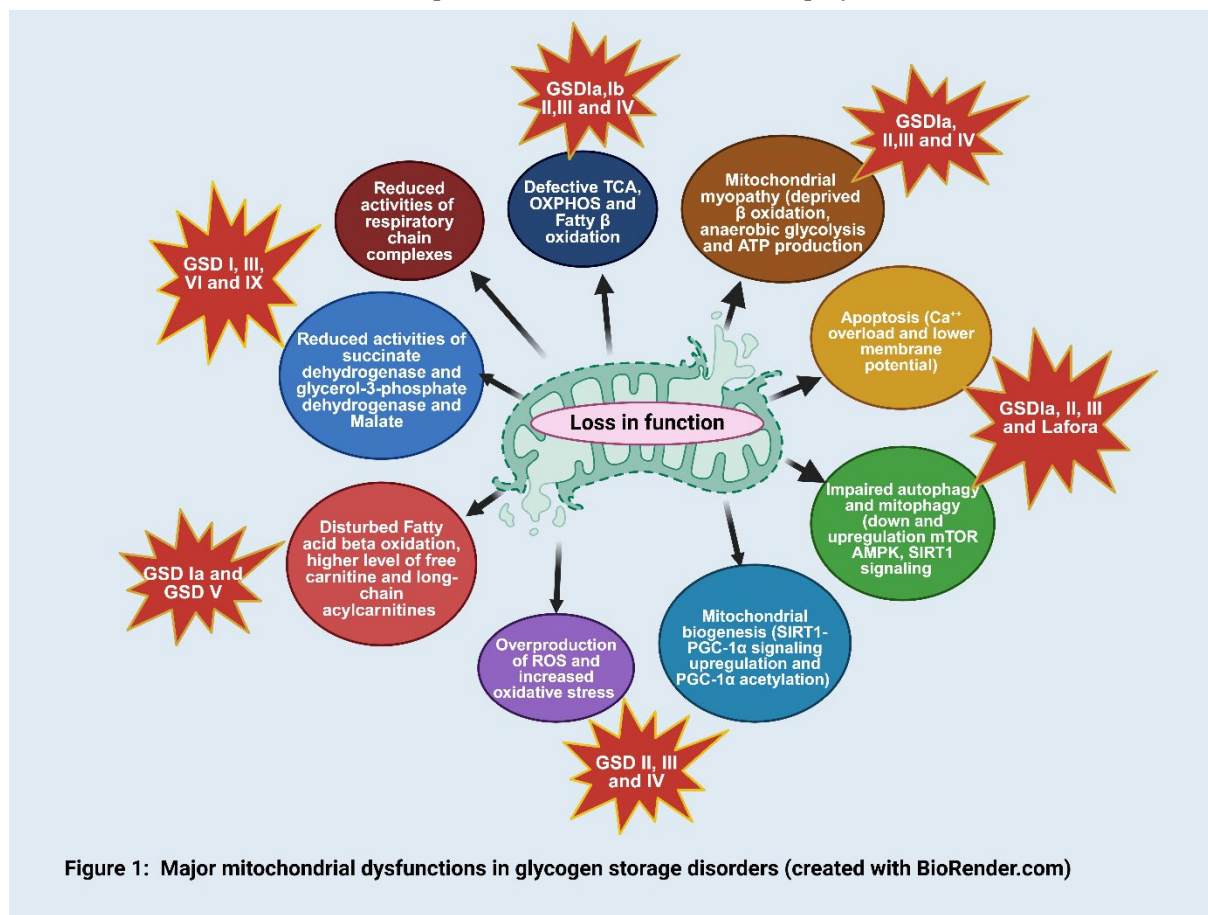 GSDIa,Ib
II,III and IV
GSDIa,
II,III and IV
Reduced
activities of
respiratory
chain
complexes
Defective TCA,
OXPHOS and
Fatty β
oxidation
Mitochondrial
myopathy (deprived
β oxidation,
anaerobic glycolysis
and ATP production
GSD I, III,
VI and IX
Reduced activities of
succinate
dehydrogenase and
glycerol-3-phosphate
dehydrogenase and
Malate
Apoptosis (Ca⁺⁺
overload and lower
membrane
potential)
Loss in function
GSDIa, II, III
and Lafora
Impaired autophagy
and mitophagy
(down and
upregulation mTOR
AMPK, SIRT1
signaling
GSD Ia and
GSD V
Disturbed Fatty
acid beta oxidation,
higher level of free
carnitine and long-
chain
acylcarnitines
Overproduction
of ROS and
increased
oxidative stress
Mitochondrial
biogenesis (SIRT1-
PGC-1α signaling
upregulation and
PGC-1α acetylation)
GSD II, III
and IV
Figure 1: Major mitochondrial dysfunctions in glycogen storage disorders (created with BioRender.com)